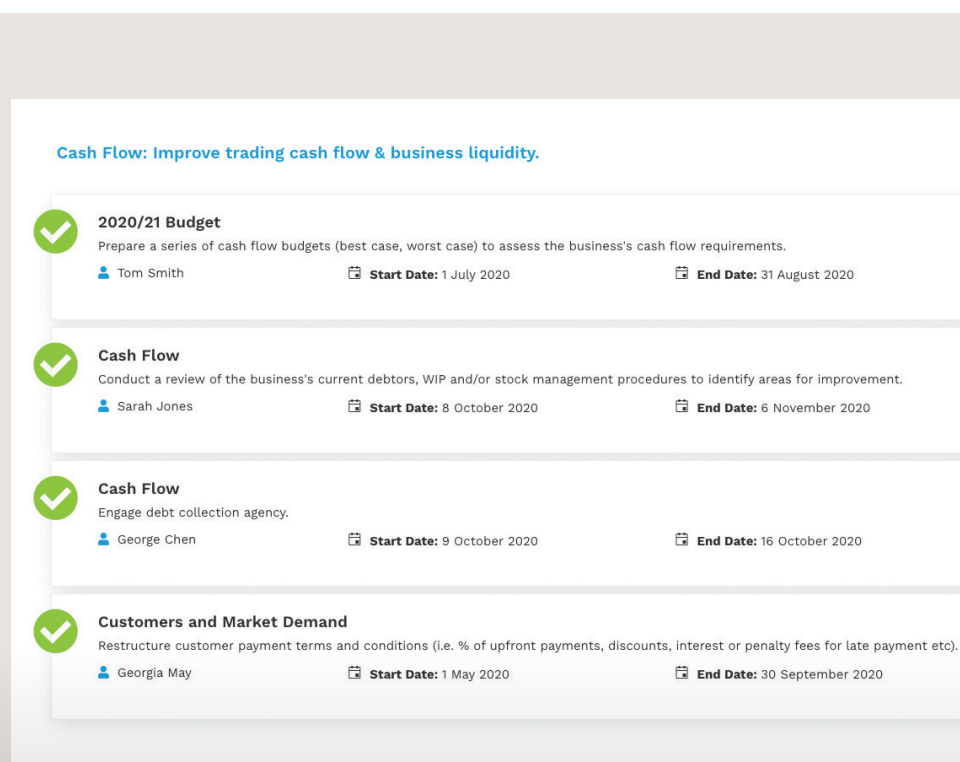 Cash Flow: Improve trading cash flow & business liquidity.
2020/21 Budget
Prepare a series of cash flow budgets (best case, worst case) to assess the business's cash flow requirements.
Tom Smith Start Date: 1 July 2020 End Date: 31 August 2020
Cash Flow
Conduct a review of the business's current debtors, WIP and/or stock management procedures to identify areas for improvement.
Sarah Jones Start Date: 8 October 2020 End Date: 6 November 2020
Cash Flow
Engage debt collection agency.
George Chen Start Date: 9 October 2020 End Date: 16 October 2020
Customers and Market Demand
Restructure customer payment terms and conditions (i.e. % of upfront payments, discounts, interest or penalty fees for late payment etc).
Georgia May Start Date: 1 May 2020 End Date: 30 September 2020